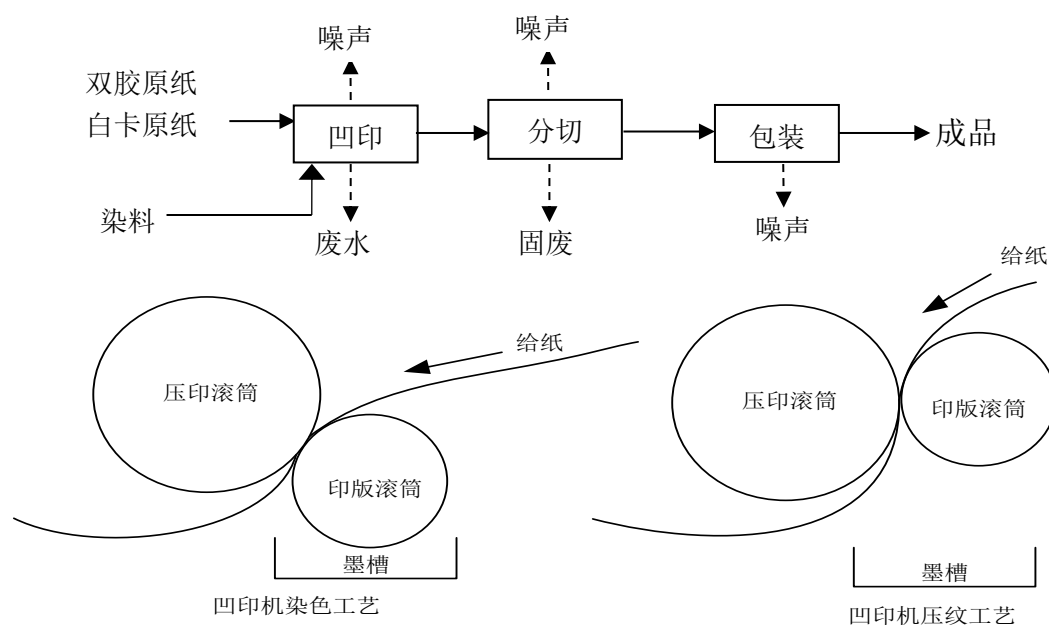 噪声
噪声
双胶原纸
白卡原纸
凹印
分切
包装
成品
染料
废水
固废
噪声
给纸
给纸
压印滚筒
印版滚筒
墨槽
凹印机染色工艺
压印滚筒
印版滚筒
墨槽
凹印机压纹工艺